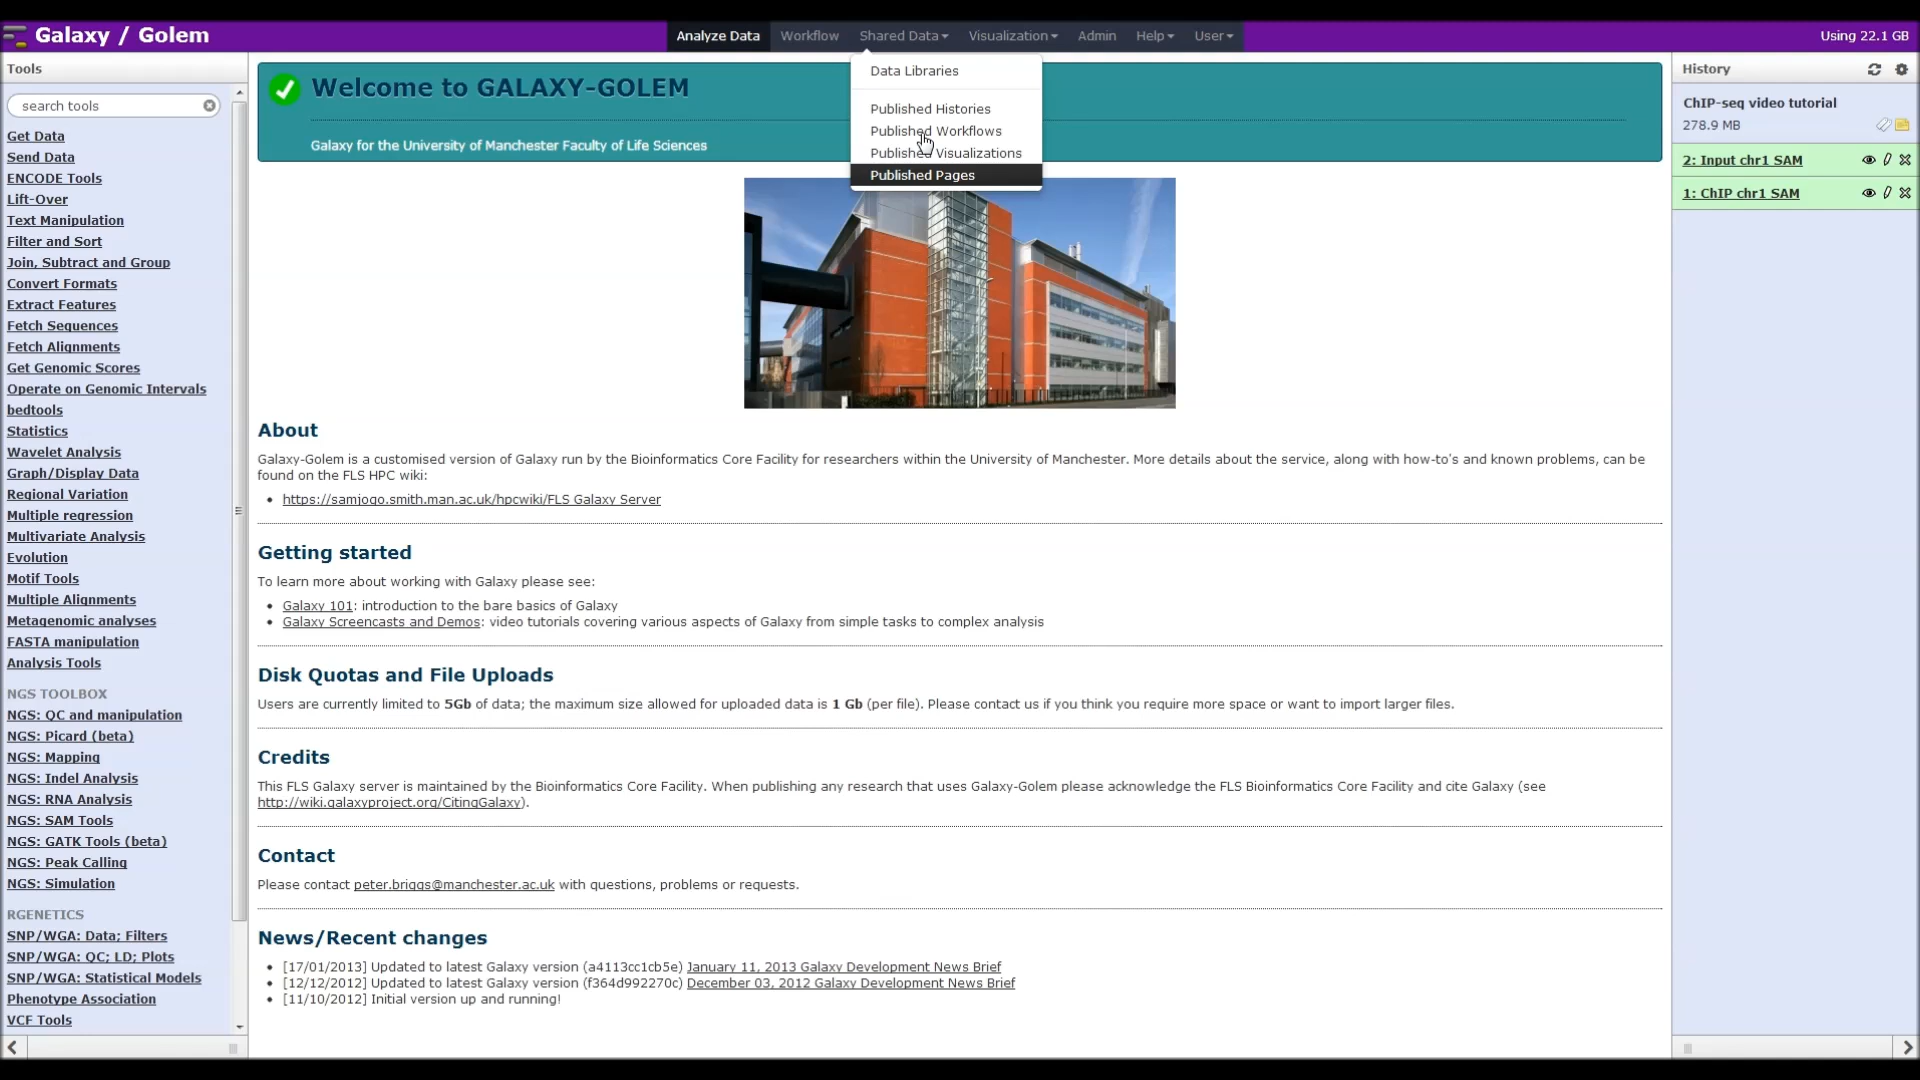 Galaxy / Golem
Analyze Data
Workflow
Shared Data
Visualization
Admin
Help
User
Using 22.1 GB
Tools
search tools
Get Data
Send Data
ENCODE Tools
Lift-Over
Text Manipulation
Filter and Sort
Join, Subtract and Group
Convert Formats
Extract Features
Fetch Sequences
Fetch Alignments
Get Genomic Scores
Operate on Genomic Intervals
bedtools
Statistics
Wavelet Analysis
Graph/Display Data
Regional Variation
Multiple regression
Multivariate Analysis
Evolution
Motif Tools
Multiple Alignments
Metagenomic analyses
FASTA manipulation
Analysis Tools
NGS TOOLBOX
NGS: QC and manipulation
NGS: Picard (beta)
NGS: Mapping
NGS: Indel Analysis
NGS: RNA Analysis
NGS: SAM Tools
NGS: GATK Tools (beta)
NGS: Peak Calling
NGS: Simulation
RGENETICS
SNP/WGA: Data; Filters
SNP/WGA: QC; LD; Plots
SNP/WGA: Statistical Models
Phenotype Association
VCF Tools
Data Libraries
Published Histories
Published Workflows
Published Visualizations
Published Pages
Welcome to GALAXY-GOLEM
Galaxy for the University of Manchester Faculty of Life Sciences
About
Galaxy-Golem is a customised version of Galaxy run by the Bioinformatics Core Facility for researchers within the University of Manchester. More details about the service, along with how-to's and known problems, can be
found on the FLS HPC wiki:
• https://samjogo.smith.man.ac.uk/hpcwiki/FLS Galaxy Server
Getting started
To learn more about working with Galaxy please see:
• Galaxy 101: introduction to the bare basics of Galaxy
• Galaxy Screencasts and Demos: video tutorials covering various aspects of Galaxy from simple tasks to complex analysis
Disk Quotas and File Uploads
Users are currently limited to 5Gb of data; the maximum size allowed for uploaded data is 1 Gb (per file). Please contact us if you think you require more space or want to import larger files.
Credits
This FLS Galaxy server is maintained by the Bioinformatics Core Facility. When publishing any research that uses Galaxy-Golem please acknowledge the FLS Bioinformatics Core Facility and cite Galaxy (see
http://wiki.galaxyproject.org/CitingGalaxy).
Contact
Please contact peter.briggs@manchester.ac.uk with questions, problems or requests.
News/Recent changes
• [17/01/2013] Updated to latest Galaxy version (a4113cc1cb5e) January 11, 2013 Galaxy Development News Brief
• [12/12/2012] Updated to latest Galaxy version (f364d992270c) December 03, 2012 Galaxy Development News Brief
• [11/10/2012] Initial version up and running!
History
ChIP-seq video tutorial
278.9 MB
2: Input chr1 SAM
1: ChIP chr1 SAM